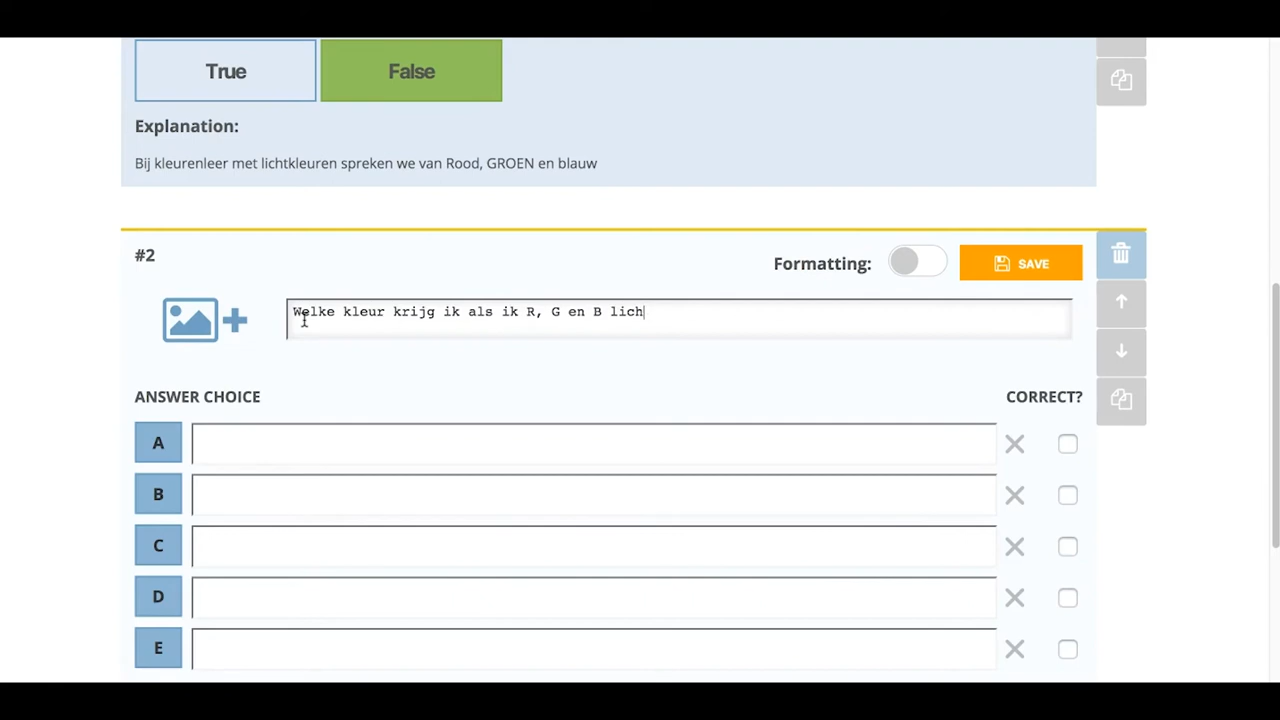 True
False
Explanation:
Bij kleurenleer met lichtkleuren spreken we van Rood, GROEN en blauw
#2
Formatting:
SAVE
Welke kleur krijg ik als ik R, G en B lich
ANSWER CHOICE
CORRECT?
A
B
C
D
E